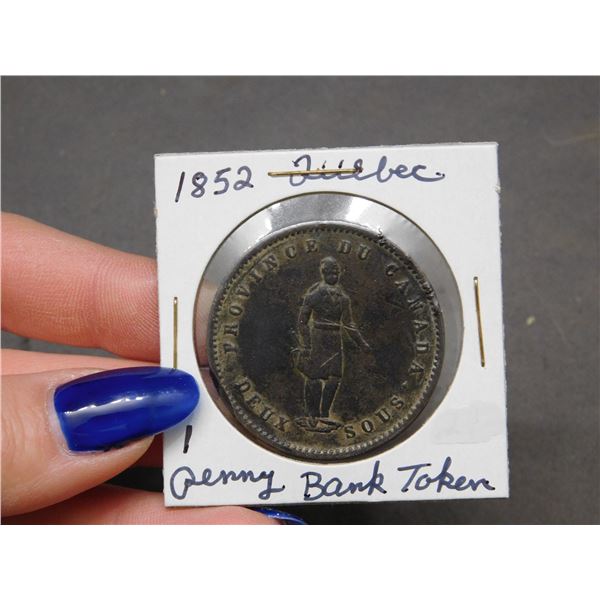 1852 Quebec
PROVINCE DU CANADA
DEUX SOUS
1
Penny Bank Token